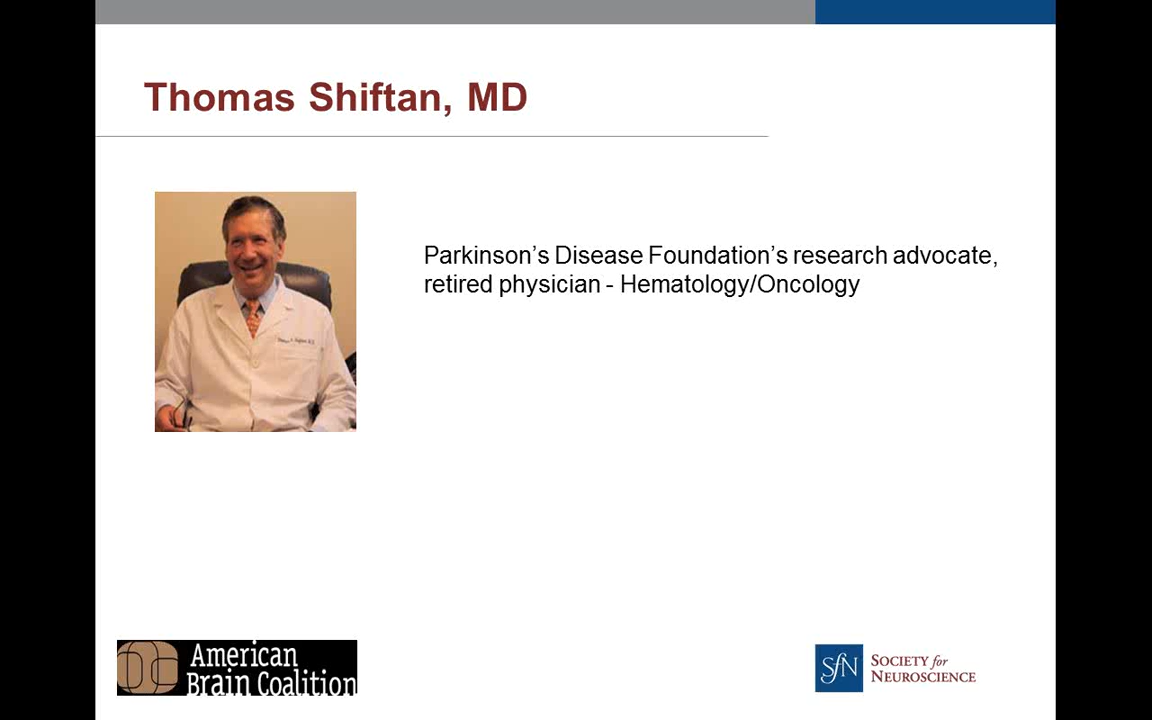 Thomas Shiftan, MD
Parkinson's Disease Foundation's research advocate,
retired physician - Hematology/Oncology
American
Brain Coalition
SfN
SOCIETY for
NEUROSCIENCE